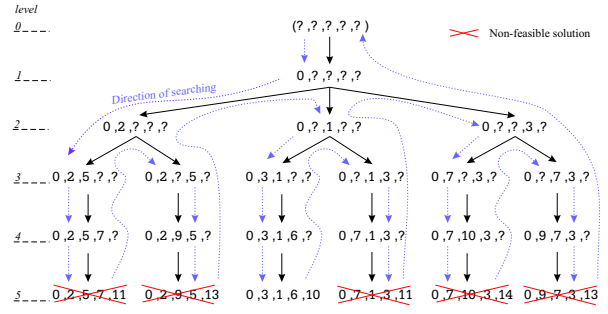 level
0 (? ,? ,? ,? ,? ) Non-feasible solution
1 0 ,? ,? ,? ,?
Direction of searching
2 0 ,2 ,? ,? ,? 0 ,? ,1 ,? ,? 0 ,? ,? ,3 ,?
3 0 ,2 ,5 ,? ,? 0 ,2 ,? ,5 ,? 0 ,3 ,1 ,? ,? 0 ,? ,1 ,3 ,? 0 ,7 ,? ,3 ,? 0 ,? ,7 ,3 ,?
4 0 ,2 ,5 ,7 ,? 0 ,2 ,9 ,5 ,? 0 ,3 ,1 ,6 ,? 0 ,7 ,1 ,3 ,? 0 ,7 ,10 ,3 ,? 0 ,9 ,7 ,3 ,?
5 0 ,2 ,5 ,7 ,11 0 ,2 ,9 ,5 ,13 0 ,3 ,1 ,6 ,10 0 ,7 ,1 ,3 ,11 0 ,7 ,10 ,3 ,14 0 ,9 ,7 ,3 ,13